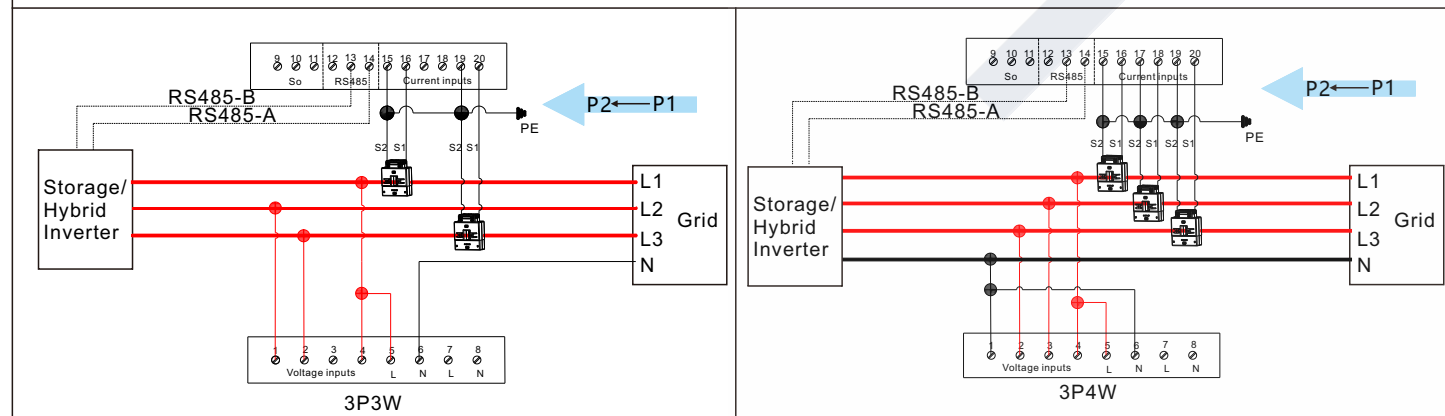 9 10 11 12 13 14 15 16 17 18 19 20
So RS485 Current inputs
RS485-B
RS485-A
P2 P1
PE
S2 S1 S2 S1
Storage/
Hybrid
Inverter
L1
L2
L3
N
Grid
1 2 3 4 5 6 7 8
Voltage inputs L N L N
3P3W
9 10 11 12 13 14 15 16 17 18 19 20
So RS485 Current inputs
RS485-B
RS485-A
P2 P1
PE
S2 S1 S2 S1 S2 S1
Storage/
Hybrid
Inverter
L1
L2
L3
N
Grid
1 2 3 4 5 6 7 8
Voltage inputs L N L N
3P4W